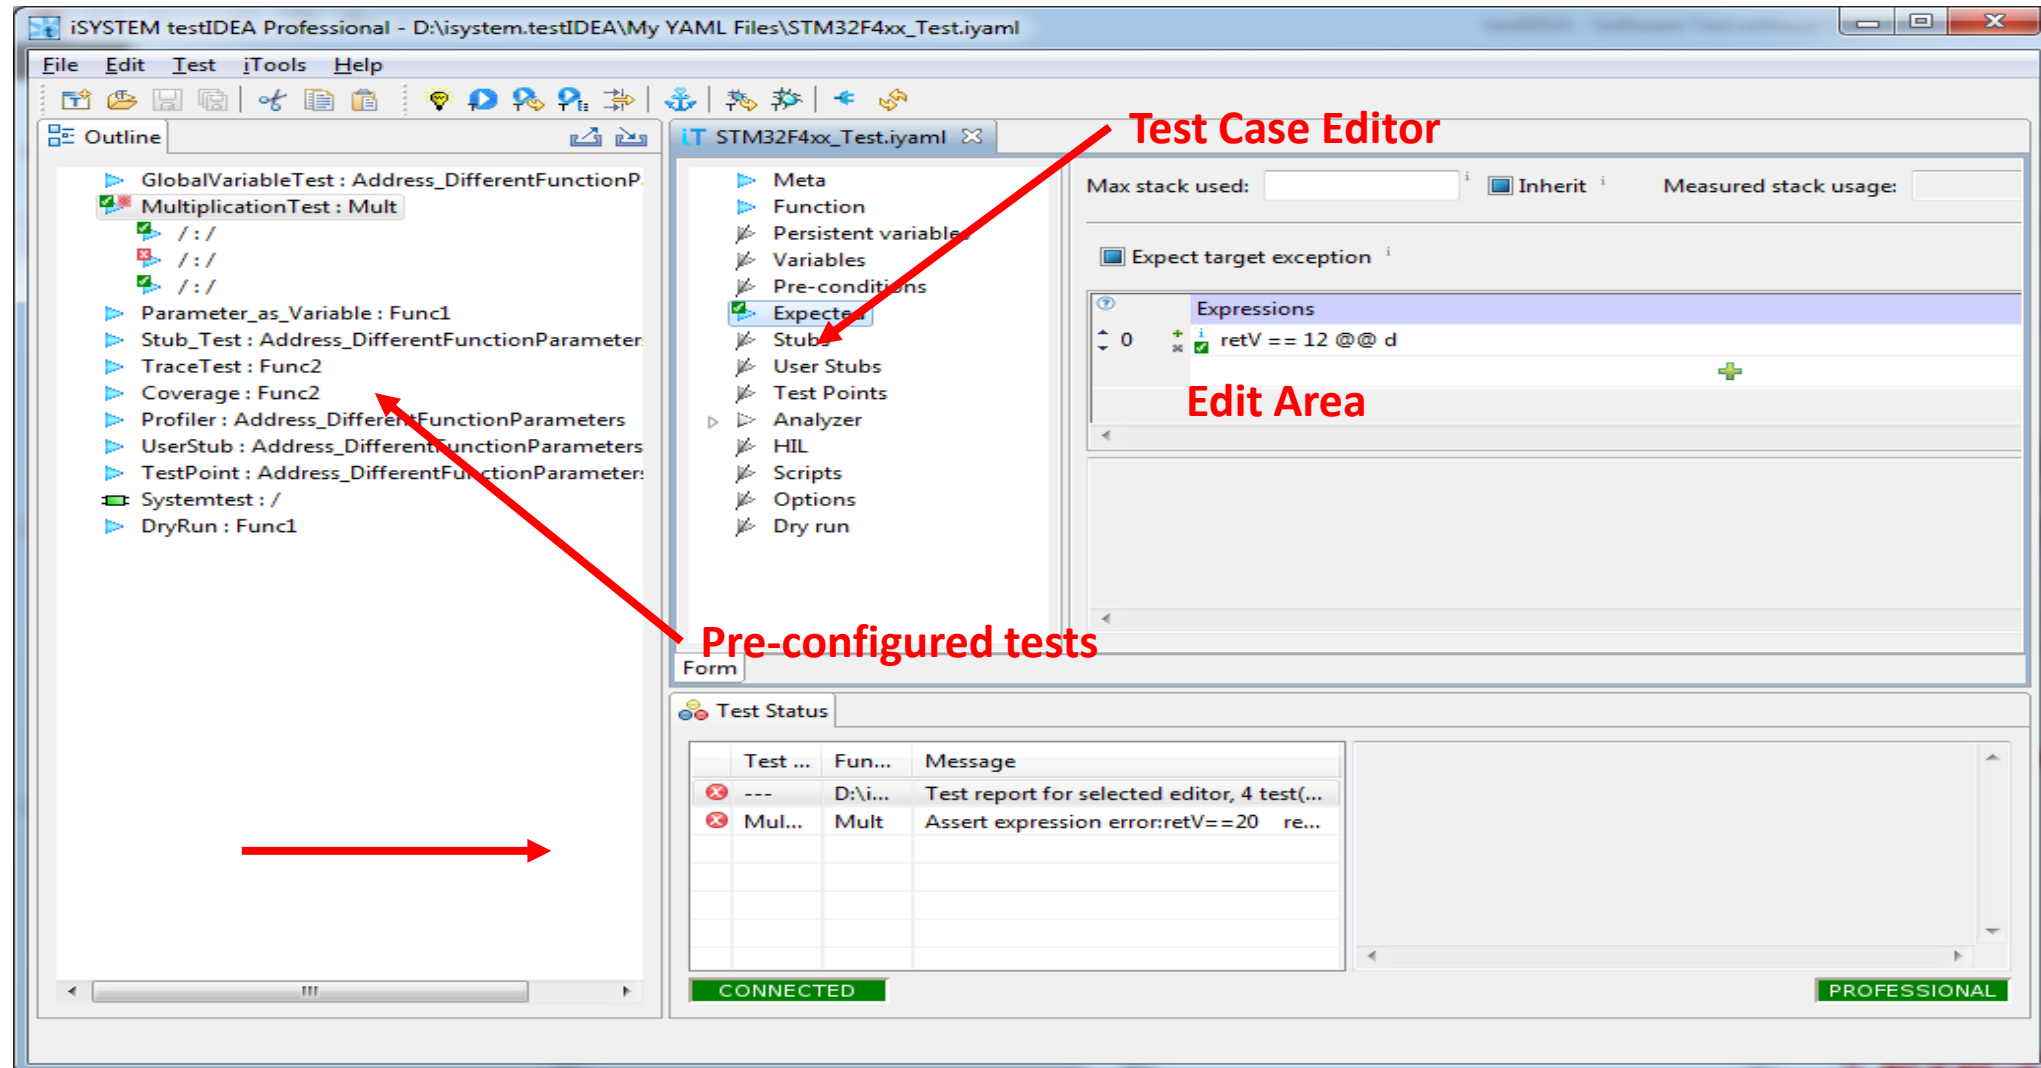 iSYSTEM testIDEA Professional - D:\isystem.testIDEA\My YAML Files\STM32F4xx_Test.iyaml
File Edit Test iTools Help
Outline
GlobalVariableTest : Address_DifferentFunctionP
MultiplicationTest : Mult
/ : /
/ : /
/ : /
Parameter_as_Variable : Func1
Stub_Test : Address_DifferentFunctionParameter
TraceTest : Func2
Coverage : Func2
Profiler : Address_DifferentFunctionParameters
UserStub : Address_DifferentFunctionParameters
TestPoint : Address_DifferentFunctionParameter
Systemtest : /
DryRun : Func1
STM32F4xx_Test.iyaml
Test Case Editor
Meta
Function
Persistent variables
Variables
Pre-conditions
Expected
Stubs
User Stubs
Test Points
Analyzer
HIL
Scripts
Options
Dry run
Max stack used: Inherit Measured stack usage:
Expect target exception
Expressions
0 retV == 12 @@ d
Edit Area
Pre-configured tests
Form
Test Status
Test ... Fun... Message
--- D:\i... Test report for selected editor, 4 test(...
Mul... Mult Assert expression error:retV==20 re...
CONNECTED
PROFESSIONAL